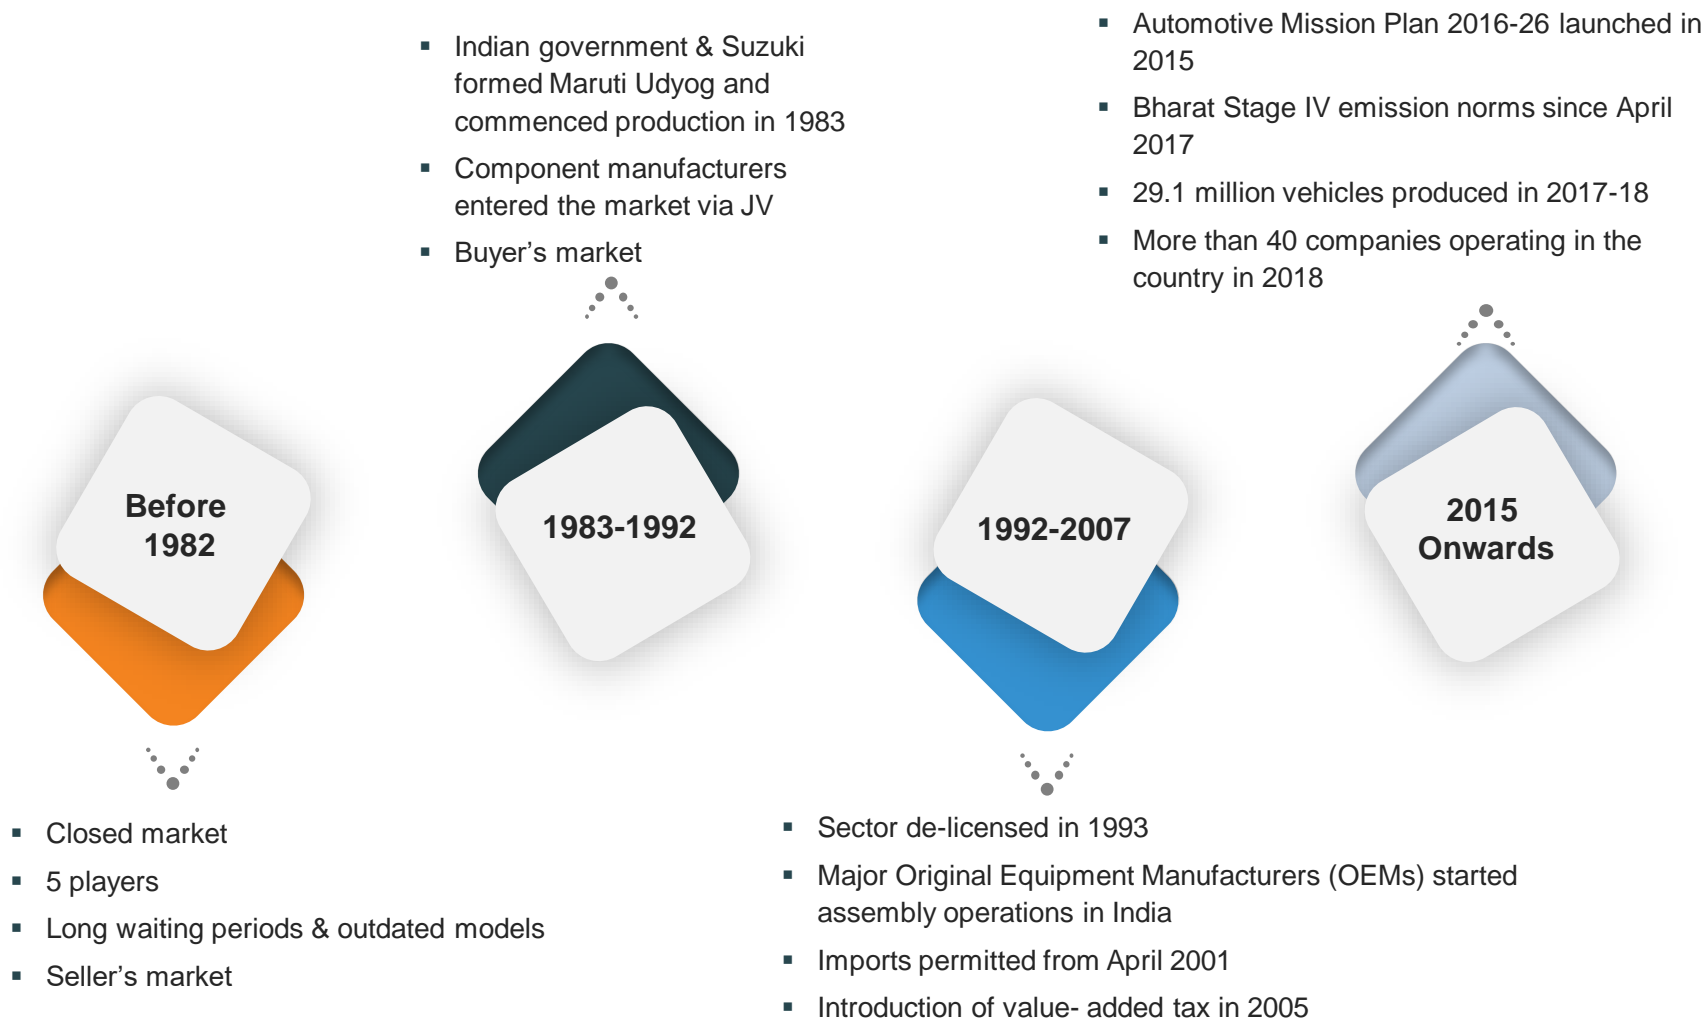 Before
1982
▪ Closed market
▪ 5 players
▪ Long waiting periods & outdated models
▪ Seller’s market
▪ Indian government & Suzuki
formed Maruti Udyog and
commenced production in 1983
▪ Component manufacturers
entered the market via JV
▪ Buyer’s market
1983-1992
1992-2007
▪ Sector de-licensed in 1993
▪ Major Original Equipment Manufacturers (OEMs) started
assembly operations in India
▪ Imports permitted from April 2001
▪ Introduction of value- added tax in 2005
▪ Automotive Mission Plan 2016-26 launched in
2015
▪ Bharat Stage IV emission norms since April
2017
▪ 29.1 million vehicles produced in 2017-18
▪ More than 40 companies operating in the
country in 2018
2015
Onwards